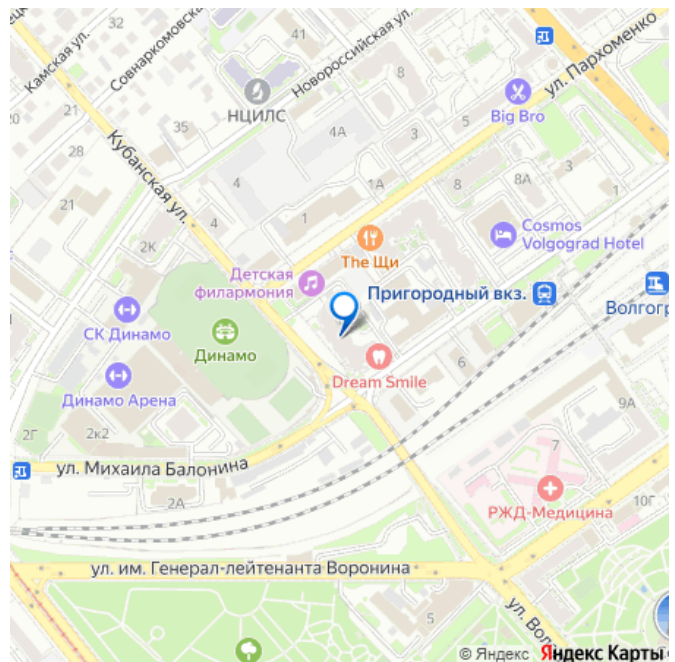 32
41
Камская ул.
Совнаркомовская
Новороссийская ул.
8
ул. Пархоменко
20
21
НЦИЛС
Big Bro
28
35
4А
3
5
Кубанская ул.
3
21
4
1А
8
8А
1
4
1
Cosmos
Volgograd Hotel
2К
The Щи
Детская
филармония
Пригородный вкз.
Волгогр
СК Динамо
Динамо
6
Динамо Арена
Dream Smile
9А
2Г
2к2
7
ул. Михаила Балонина
2А
РЖД-Медицина
10Г
ул. им. Генерал-лейтенанта Воронина
5
ул. Вол
© Яндекс Яндекс Карты